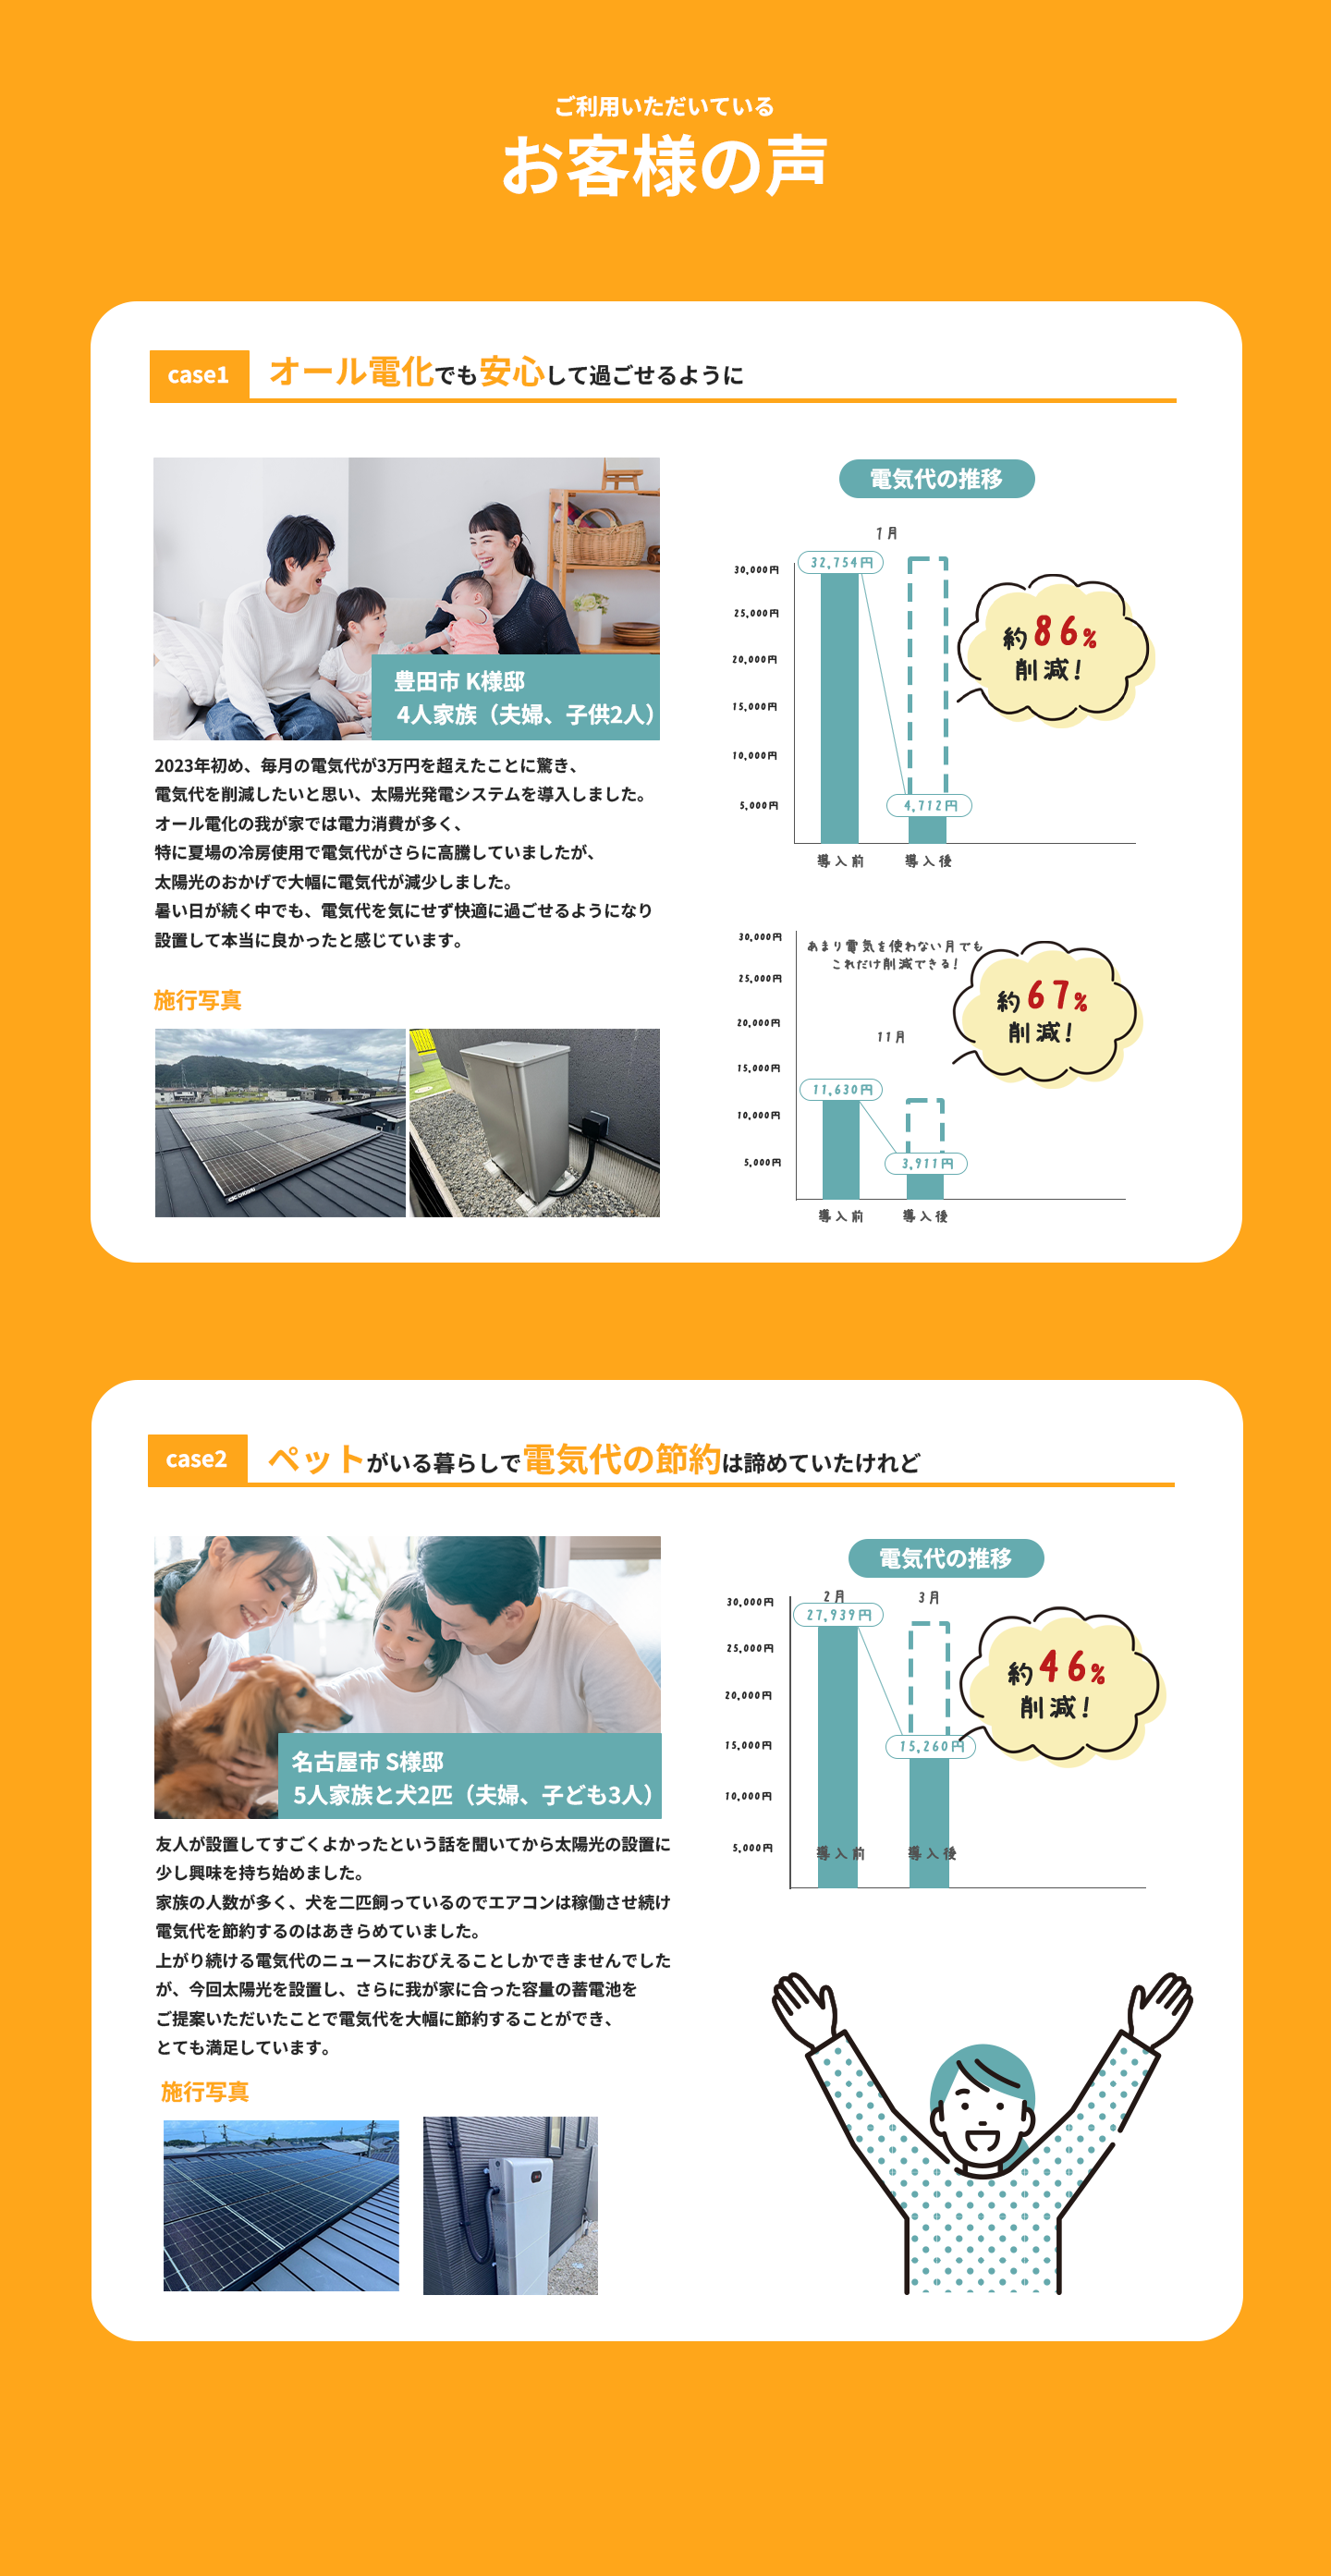 ご利用いただいている
お客様の声
case1
オール電化でも安心して過ごせるように
豊田市 K様邸
4人家族（夫婦、子供2人）
2023年初め、毎月の電気代が3万円を超えたことに驚き、
電気代を削減したいと思い、太陽光発電システムを導入しました。
オール電化の我が家では電力消費が多く、
特に夏場の冷房使用で電気代がさらに高騰していましたが、
太陽光のおかげで大幅に電気代が減少しました。
暑い日が続く中でも、電気代を気にせず快適に過ごせるようになり
設置して本当に良かったと感じています。
施行写真
電気代の推移
1月
30,000円
25,000円
20,000円
15,000円
10,000円
5,000円
32,754円
4,712円
導入前
導入後
約86%
削減!
30,000円
25,000円
20,000円
15,000円
10,000円
5,000円
あまり電気を使わない月でも
これだけ削減できる!
11月
11,630円
3,911円
導入前
導入後
約67%
削減!
case2
ペットがいる暮らしで電気代の節約は諦めていたけれど
名古屋市 S様邸
5人家族と犬2匹（夫婦、子ども3人）
友人が設置してすごくよかったという話を聞いてから太陽光の設置に
少し興味を持ち始めました。
家族の人数が多く、犬を二匹飼っているのでエアコンは稼働させ続け
電気代を節約するのはあきらめていました。
上がり続ける電気代のニュースにおびえることしかできませんでした
が、今回太陽光を設置し、さらに我が家に合った容量の蓄電池を
ご提案いただいたことで電気代を大幅に節約することができ、
とても満足しています。
施行写真
電気代の推移
2月
3月
30,000円
25,000円
20,000円
15,000円
10,000円
5,000円
27,939円
15,260円
導入前
導入後
約46%
削減!